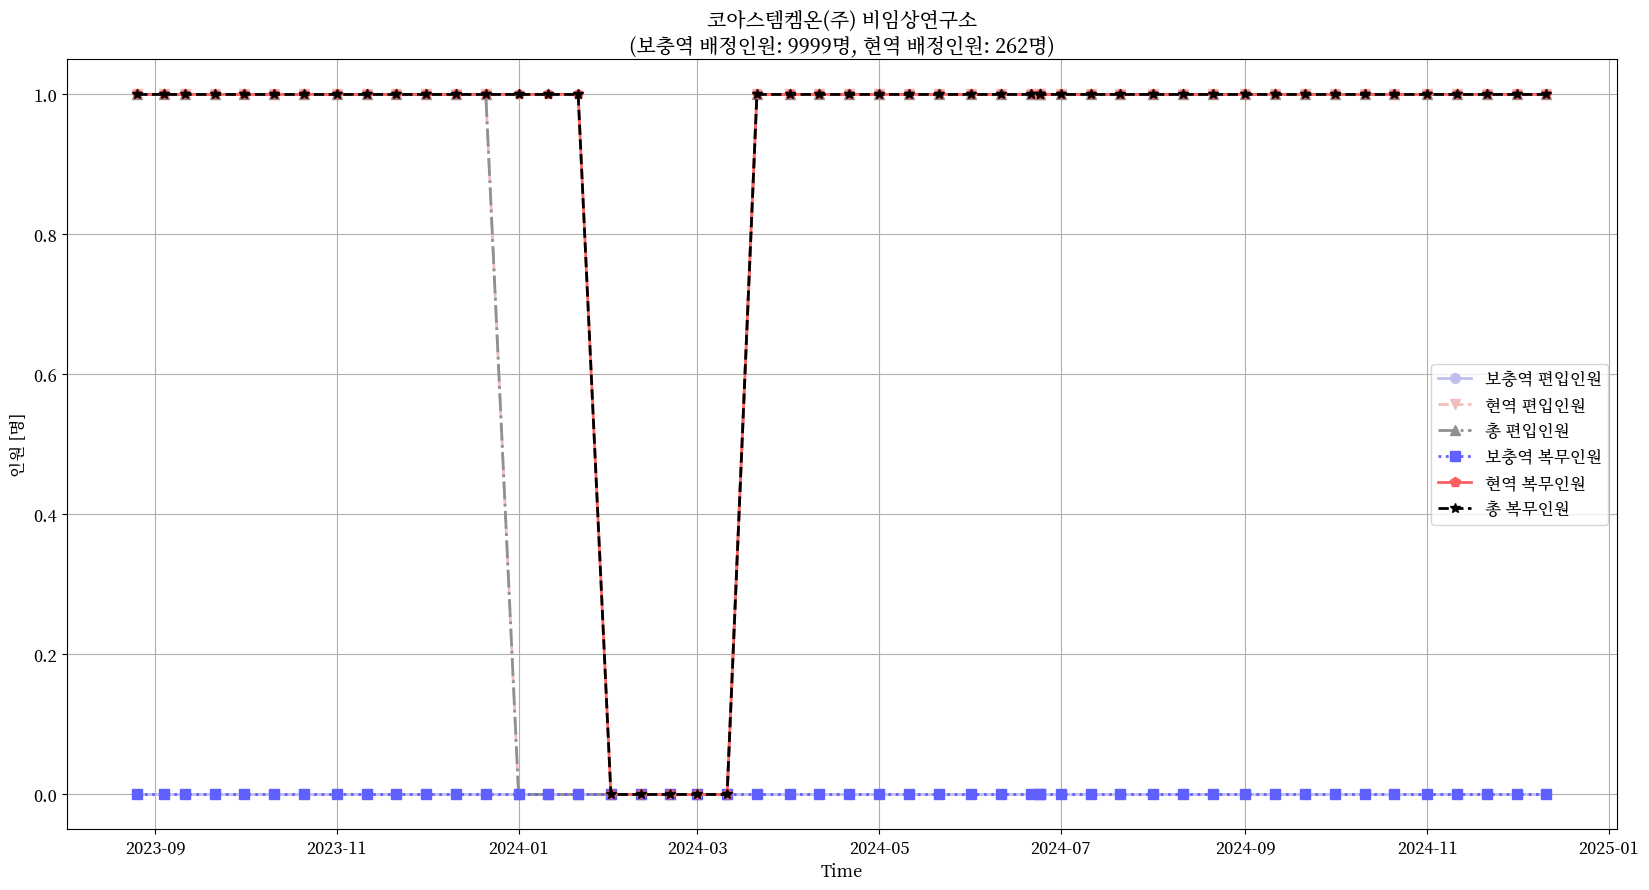 코아스템켐온(주) 비임상연구소
(보충역 배정인원: 9999명, 현역 배정인원: 262명)
1.0
0.8
0.6
0.4
0.2
0.0
인원 [명]
보충역 편입인원
현역 편입인원
총 편입인원
보충역 복무인원
현역 복무인원
총 복무인원
2023-09
2023-11
2024-01
2024-03
2024-05
2024-07
2024-09
2024-11
2025-01
Time